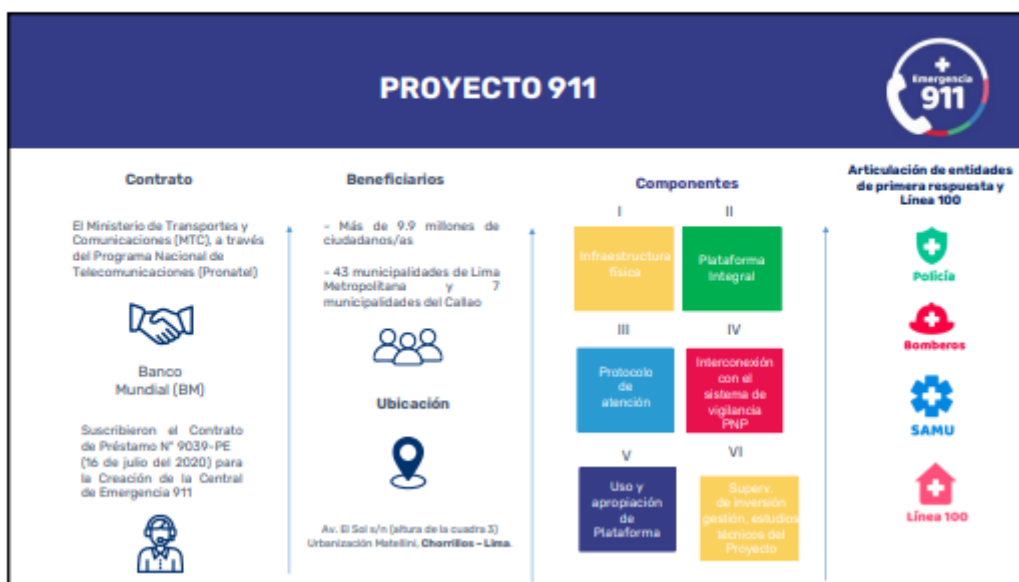 PROYECTO 911
Emergencia
911
Contrato
El Ministerio de Transportes y
Comunicaciones (MTC), a través
del Programa Nacional de
Telecomunicaciones (Pronatel)
Banco
Mundial (BM)
Suscribieron el Contrato
de Préstamo N° 9039-PE
(16 de julio del 2020) para
la Creación de la Central
de Emergencia 911
Beneficiarios
- Más de 9.9 millones de
ciudadanos/as
- 43 municipalidades de Lima
Metropolitana y 7
municipalidades del Callao
Ubicación
Av. El Sol s/n (altura de la cuadra 3)
Urbanización Matellini, Chorrillos – Lima.
Componentes
I
Infraestructura
física
II
Plataforma
Integral
III
Protocolo
de
atención
IV
Interconexión
con el
sistema de
vigilancia
PNP
V
Uso y
apropiación
de
Plataforma
VI
Superv.
de inversión
gestión, estudios
técnicos del
Proyecto
Articulación de entidades
de primera respuesta y
Línea 100
Policía
Bomberos
SAMU
Línea 100